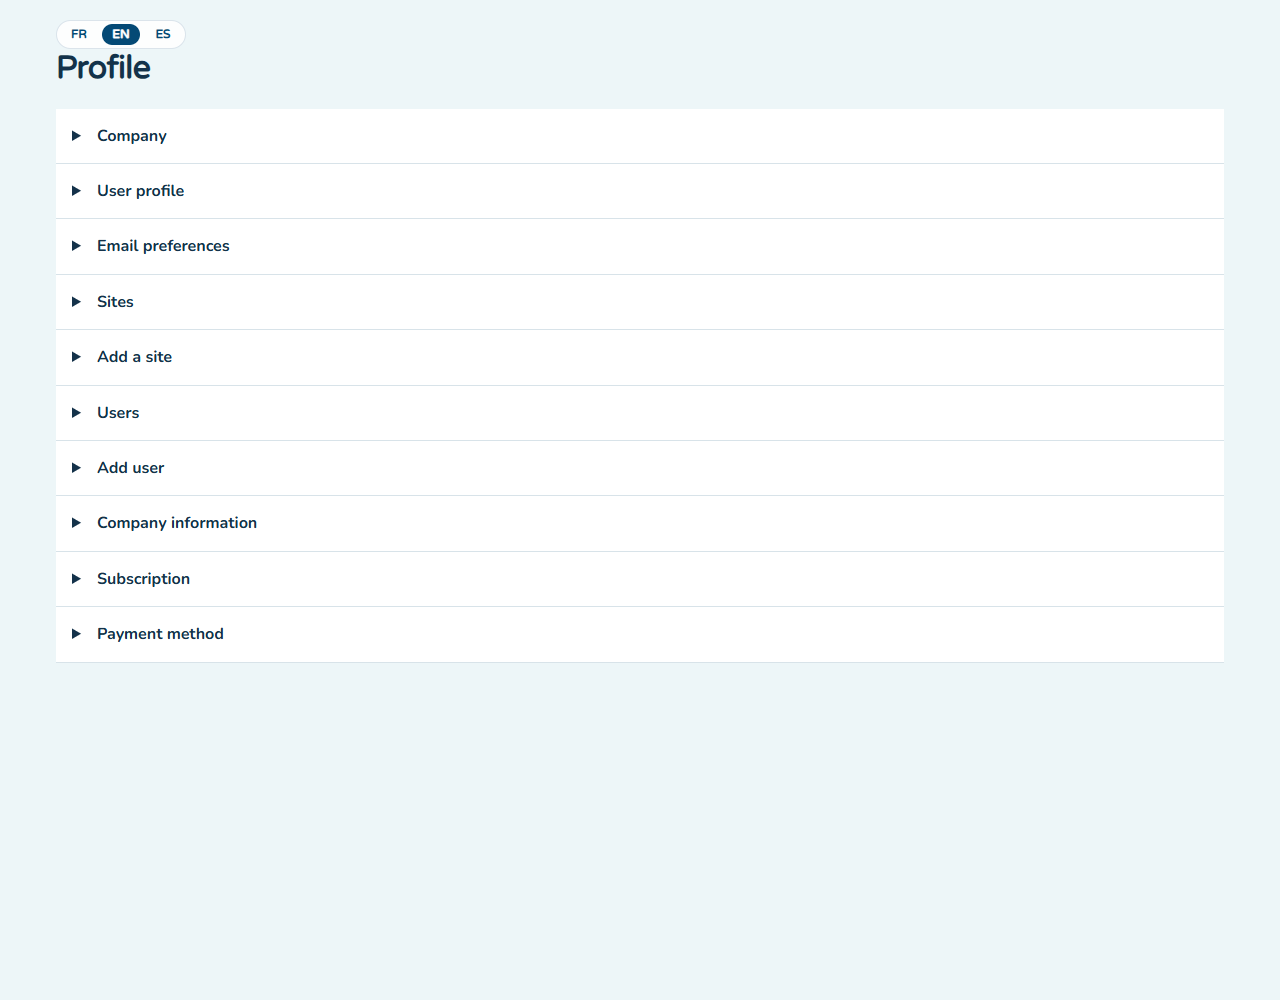 FR EN ES
Profile
Company
User profile
Email preferences
Sites
Add a site
Users
Add user
Company information
Subscription
Payment method